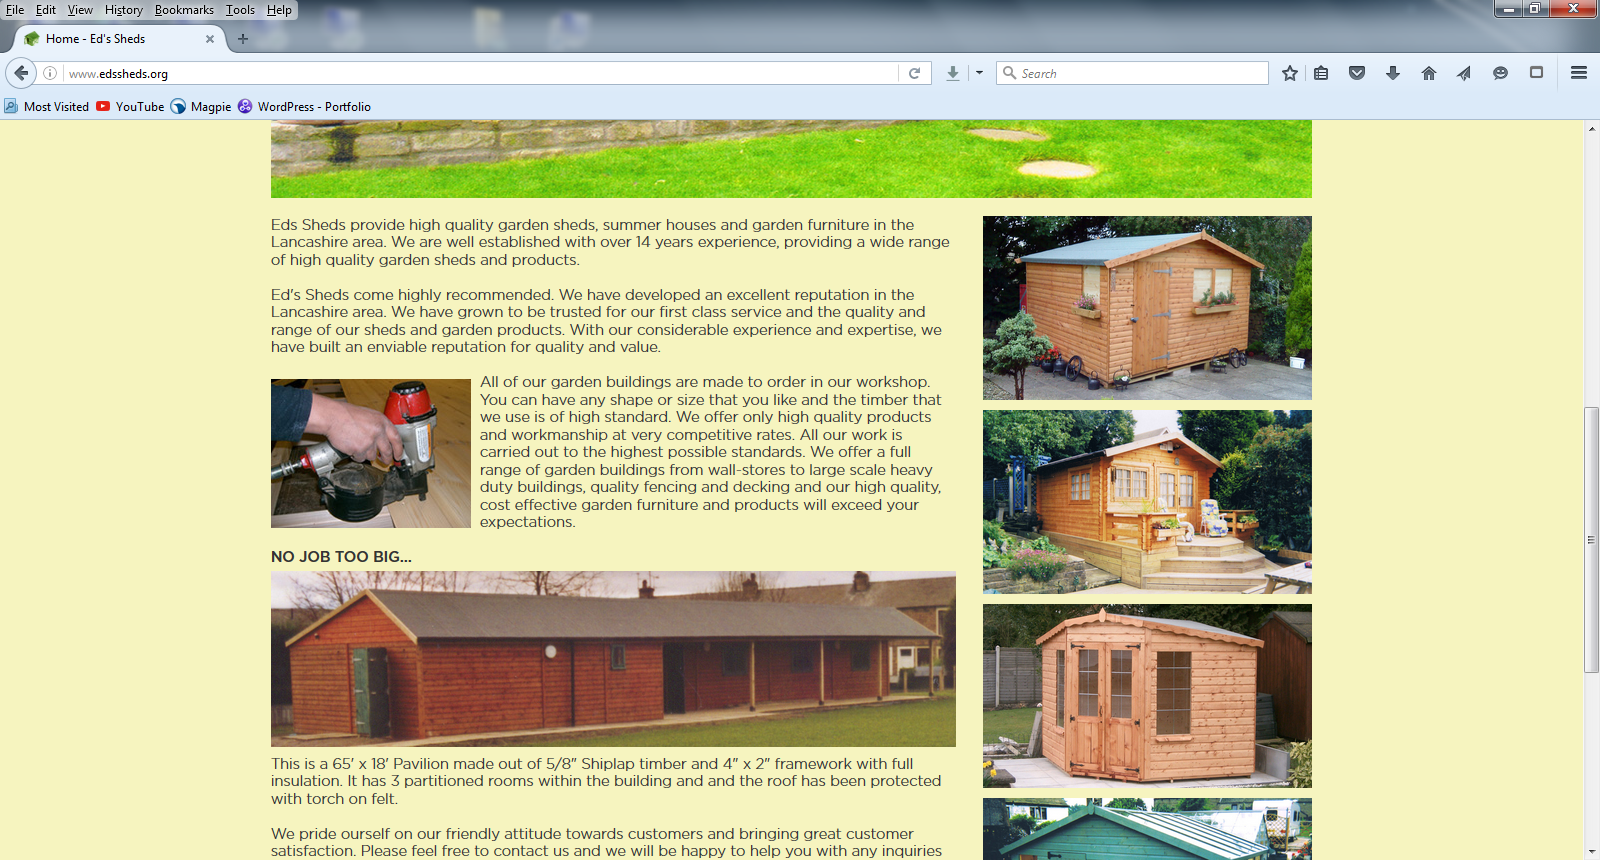 File Edit View History Bookmarks Tools Help
Home - Ed's Sheds
www.edssheds.org
Search
Most Visited YouTube Magpie WordPress - Portfolio
Eds Sheds provide high quality garden sheds, summer houses and garden furniture in the
Lancashire area. We are well established with over 14 years experience, providing a wide range
of high quality garden sheds and products.
Ed's Sheds come highly recommended. We have developed an excellent reputation in the
Lancashire area. We have grown to be trusted for our first class service and the quality and
range of our sheds and garden products. With our considerable experience and expertise, we
have built an enviable reputation for quality and value.
All of our garden buildings are made to order in our workshop.
You can have any shape or size that you like and the timber that
we use is of high standard. We offer only high quality products
and workmanship at very competitive rates. All our work is
carried out to the highest possible standards. We offer a full
range of garden buildings from wall-stores to large scale heavy
duty buildings, quality fencing and decking and our high quality,
cost effective garden furniture and products will exceed your
expectations.
NO JOB TOO BIG...
This is a 65' x 18' Pavilion made out of 5/8" Shiplap timber and 4" x 2" framework with full
insulation. It has 3 partitioned rooms within the building and and the roof has been protected
with torch on felt.
We pride ourself on our friendly attitude towards customers and bringing great customer
satisfaction. Please feel free to contact us and we will be happy to help you with any inquiries